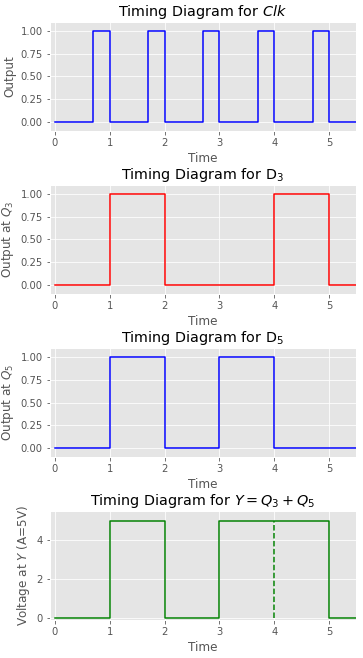 Timing Diagram for Clk
1.00
0.75
0.50
0.25
0.00
Output
0 1 2 3 4 5
Time
Timing Diagram for D₃
1.00
0.75
0.50
0.25
0.00
Output at Q₃
0 1 2 3 4 5
Time
Timing Diagram for D₅
1.00
0.75
0.50
0.25
0.00
Output at Q₅
0 1 2 3 4 5
Time
Timing Diagram for Y = Q₃ + Q₅
4
2
0
Voltage at Y (A=5V)
0 1 2 3 4 5
Time